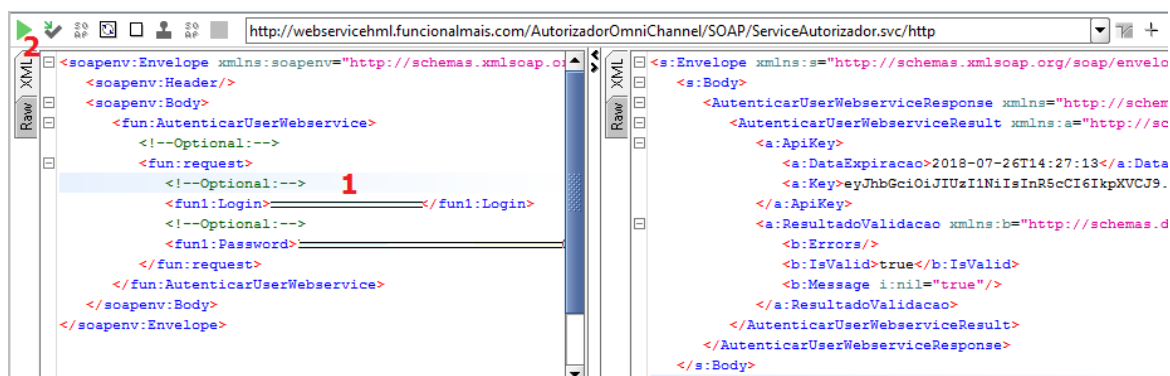 http://webservicehml.funcionalmais.com/AutorizadorOmniChannel/SOAP/ServiceAutorizador.svc/http
2
XML
Raw
<soapenv:Envelope xmlns:soapenv="http://schemas.xmlsoap.o
<soapenv:Header/>
<soapenv:Body>
<fun:AutenticarUserWebservice>
<!--Optional:-->
<fun:request>
<!--Optional:--> 1
<fun1:Login></fun1:Login>
<!--Optional:-->
<fun1:Password>
</fun:request>
</fun:AutenticarUserWebservice>
</soapenv:Body>
</soapenv:Envelope>
XML
Raw
<s:Envelope xmlns:s="http://schemas.xmlsoap.org/soap/envelo
<s:Body>
<AutenticarUserWebserviceResponse xmlns="http://schem
<AutenticarUserWebserviceResult xmlns:a="http://sc
<a:ApiKey>
<a:DataExpiracao>2018-07-26T14:27:13</a:Data
<a:Key>eyJhbGciOiJIUzI1NiIsInR5cCI6IkpXVCJ9.
</a:ApiKey>
<a:ResultadoValidacao xmlns:b="http://schemas.d
<b:Errors/>
<b:IsValid>true</b:IsValid>
<b:Message i:nil="true"/>
</a:ResultadoValidacao>
</AutenticarUserWebserviceResult>
</AutenticarUserWebserviceResponse>
</s:Body>